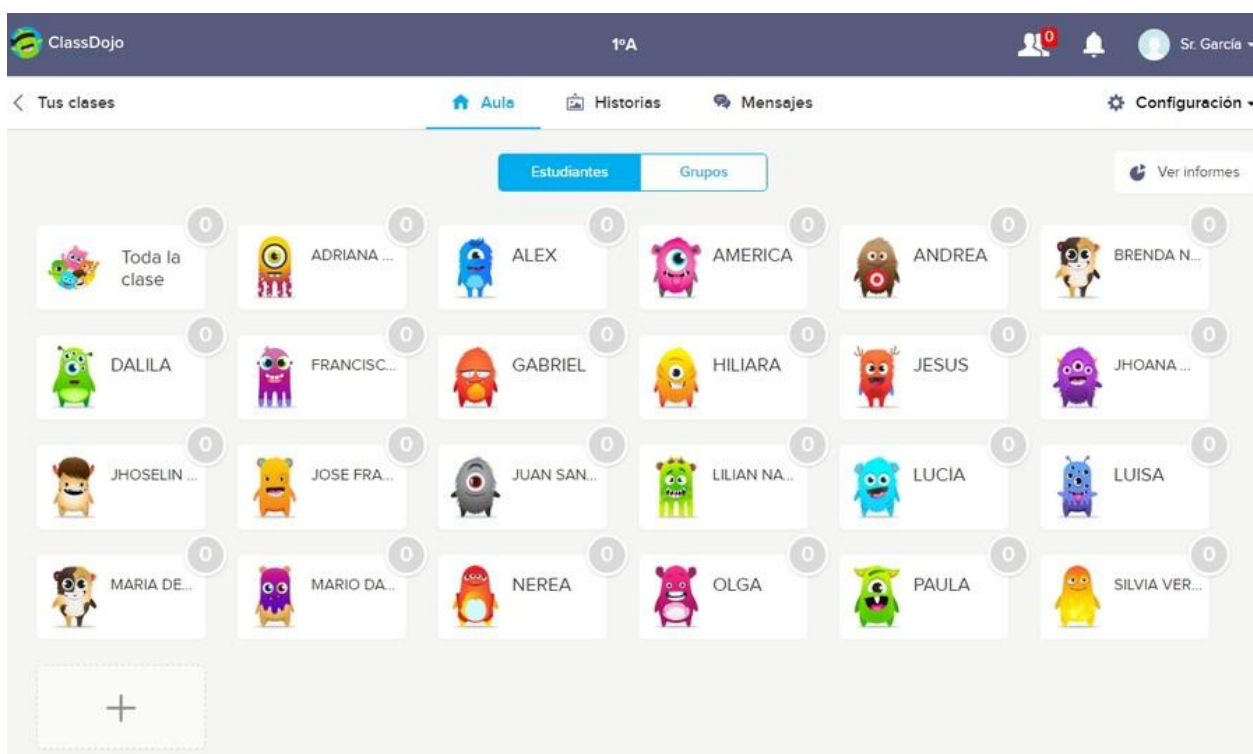 ClassDojo
1ºA
0
Sr. García
Tus clases
Aula
Historias
Mensajes
Configuración
Estudiantes
Grupos
Ver informes
0
0
0
0
0
0
Toda la
clase
ADRIANA ...
ALEX
AMERICA
ANDREA
BRENDA N...
0
0
0
0
0
0
DALILA
FRANCISC...
GABRIEL
HILIARA
JESUS
JHOANA ...
0
0
0
0
0
0
JHOSELIN ...
JOSE FRA...
JUAN SAN...
LILIAN NA...
LUCÍA
LUISA
0
0
0
0
0
0
MARIA DE...
MARIO DA...
NEREA
OLGA
PAULA
SILVIA VER...
+